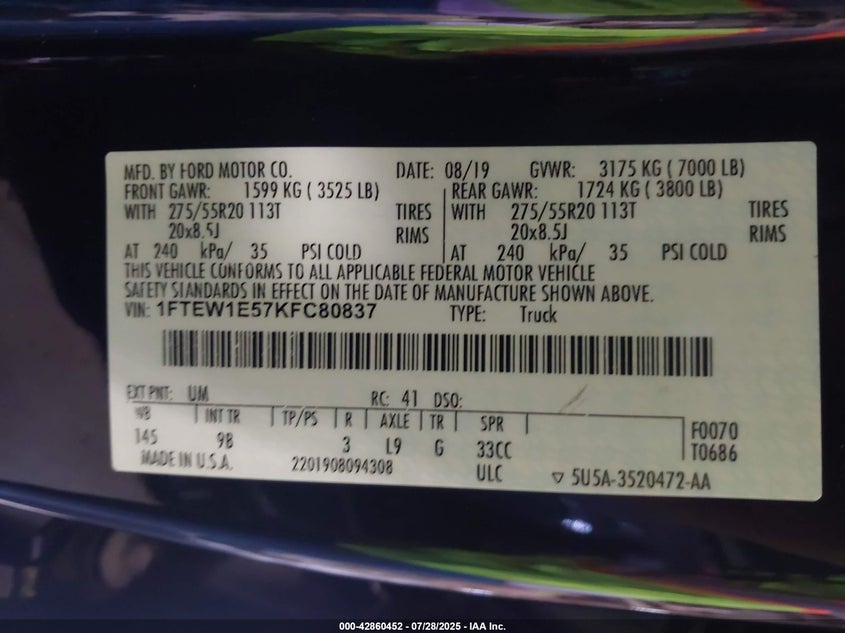 MFD. BY FORD MOTOR CO. DATE: 08/19 GVWR: 3175 KG ( 7000 LB)
FRONT GAWR: 1599 KG ( 3525 LB) REAR GAWR: 1724 KG ( 3800 LB)
WITH 275/55R20 113T TIRES WITH 275/55R20 113T TIRES
20x8.5J RIMS 20x8.5J RIMS
AT 240 kPa/ 35 PSI COLD AT 240 kPa/ 35 PSI COLD
THIS VEHICLE CONFORMS TO ALL APPLICABLE FEDERAL MOTOR VEHICLE
SAFETY STANDARDS IN EFFECT ON THE DATE OF MANUFACTURE SHOWN ABOVE.
VIN: 1FTEW1E57KFC80837 TYPE: Truck
EXT PNT: UM RC: 41 DSO:
WB INT TR TP/PS R AXLE TR SPR F0070
145 9B 3 L9 G 33CC T0686
MADE IN U.S.A. 2201908094308 ULC ▽ 5U5A-3520472-AA
000-42860452 - 07/28/2025 - IAA Inc.